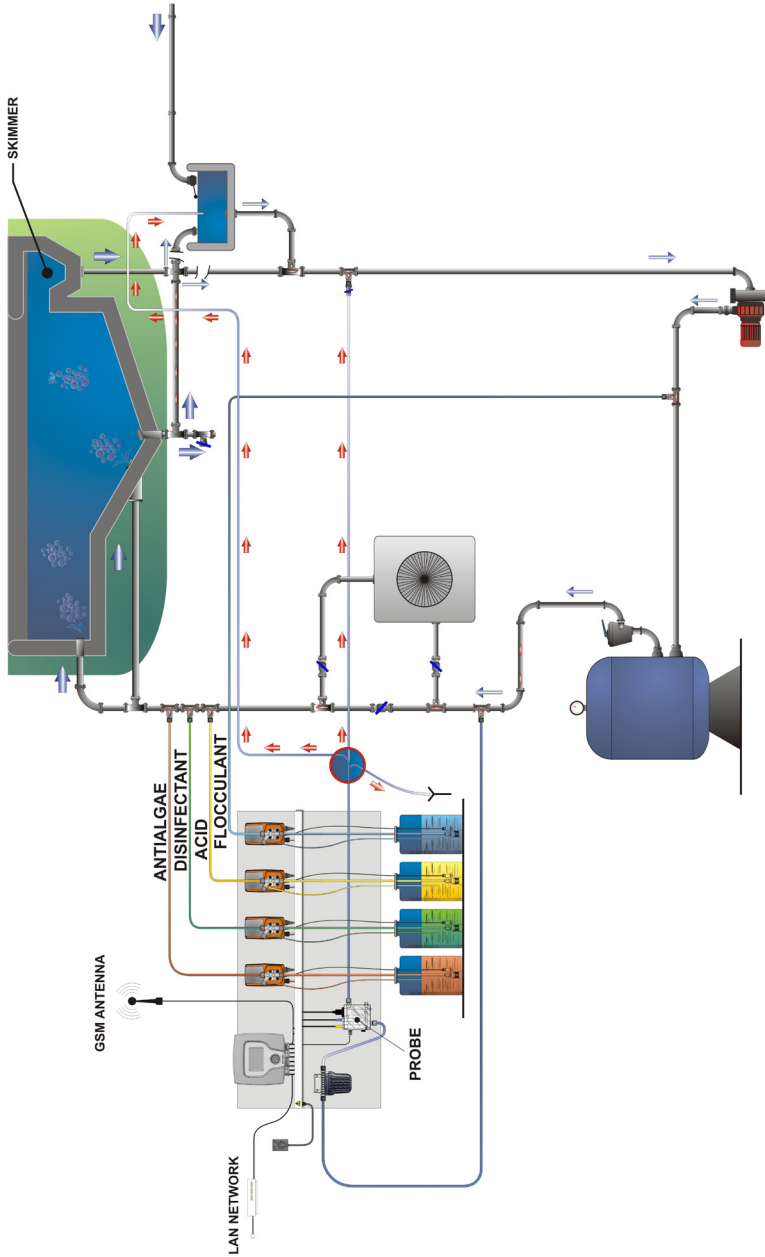 SKIMMER
ANTIALGAE
DISINFECTANT
ACID
FLOCCULANT
GSM ANTENNA
PROBE
LAN NETWORK